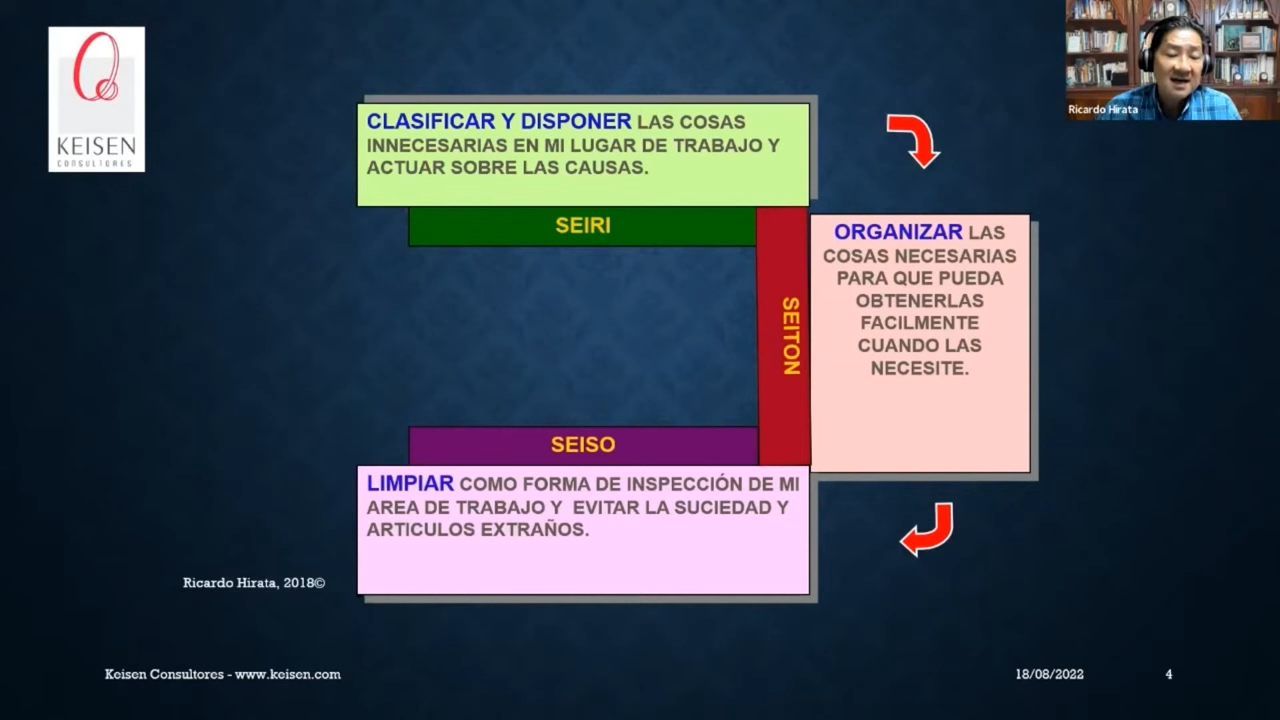 KEISEN
CONSULTORES
Ricardo Hirata
CLASIFICAR Y DISPONER LAS COSAS
INNECESARIAS EN MI LUGAR DE TRABAJO Y
ACTUAR SOBRE LAS CAUSAS.
SEIRI
ORGANIZAR LAS
COSAS NECESARIAS
PARA QUE PUEDA
OBTENERLAS
FACILMENTE
CUANDO LAS
NECESITE.
SEITON
SEISO
LIMPIAR COMO FORMA DE INSPECCIÓN DE MI
AREA DE TRABAJO Y  EVITAR LA SUCIEDAD Y
ARTICULOS EXTRAÑOS.
Ricardo Hirata, 2018©
Keisen Consultores - www.keisen.com
18/08/2022
4